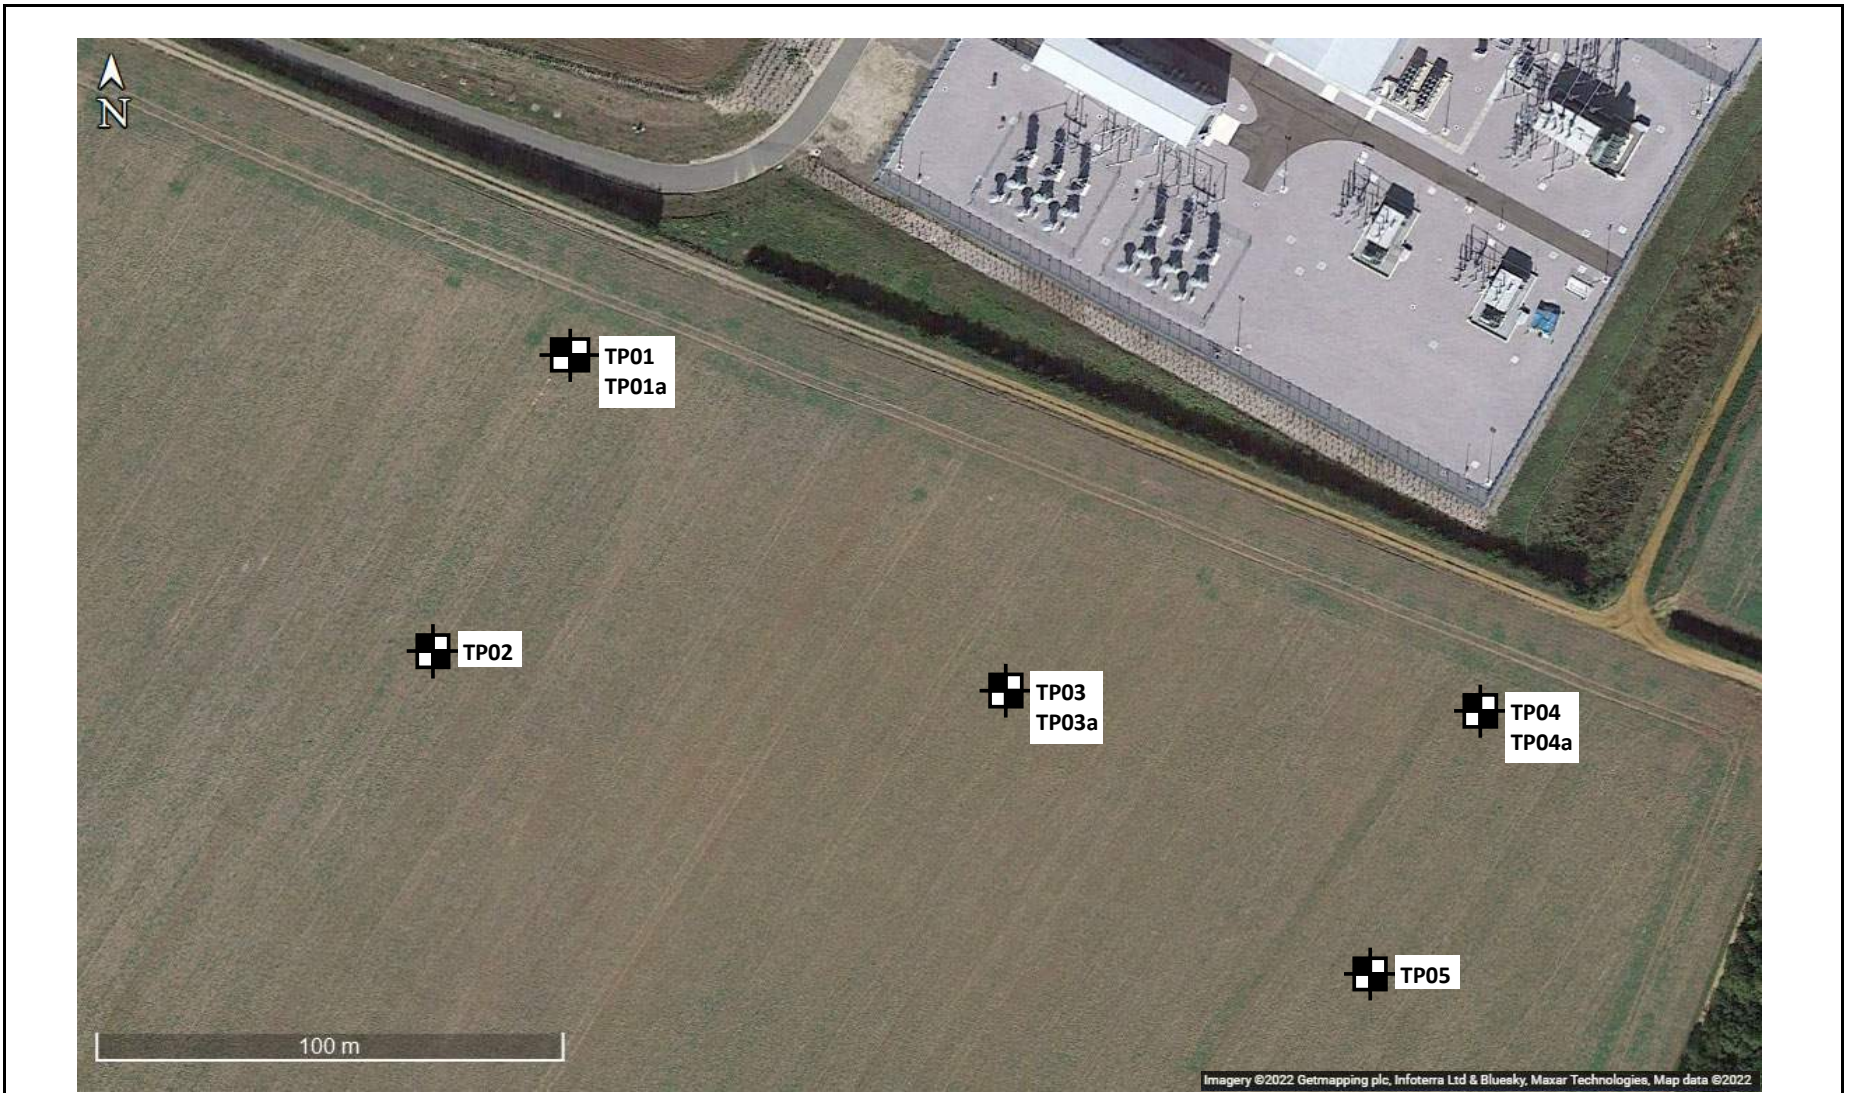 N
TP01
TP01a
TP02
TP03
TP03a
TP04
TP04a
TP05
100 m
Imagery ©2022 Getmapping plc, Infoterra Ltd & Bluesky, Maxar Technologies, Map data ©2022